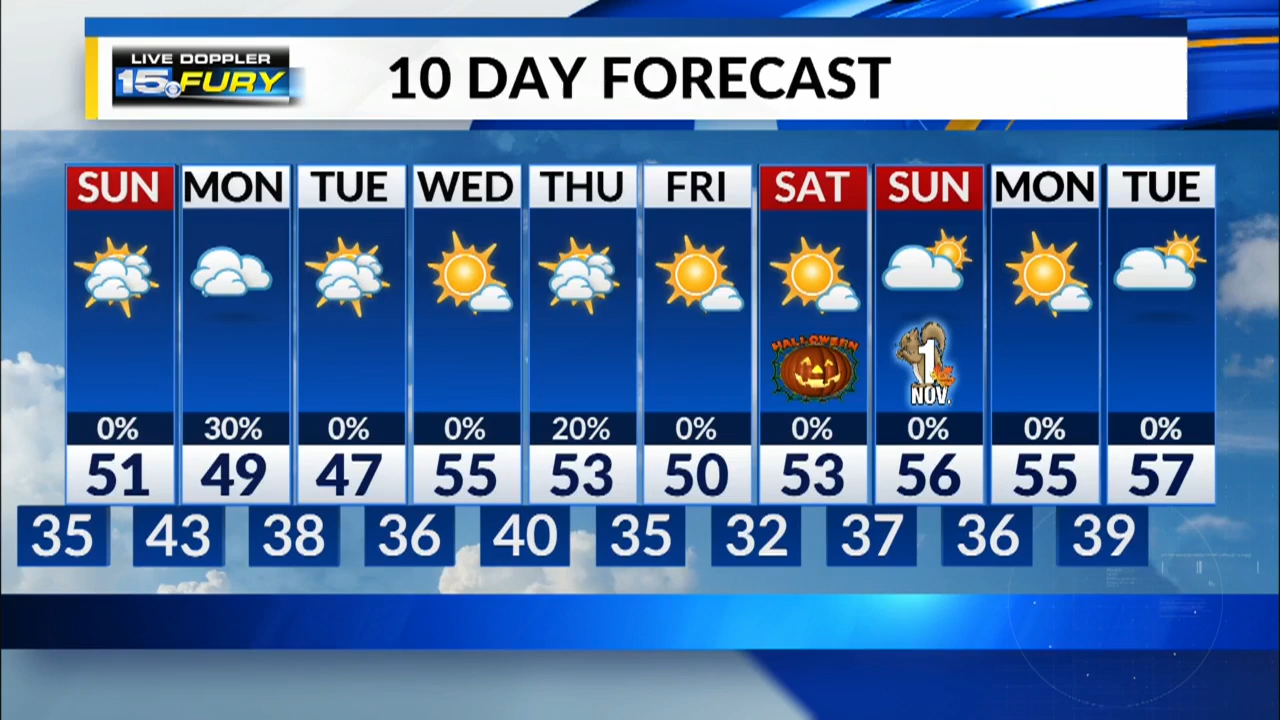 LIVE DOPPLER
15 FURY
10 DAY FORECAST
SUN MON TUE WED THU FRI SAT SUN MON TUE
HALLOWEEN
1
NOV.
0% 30% 0% 0% 20% 0% 0% 0% 0% 0%
51 49 47 55 53 50 53 56 55 57
35 43 38 36 40 35 32 37 36 39